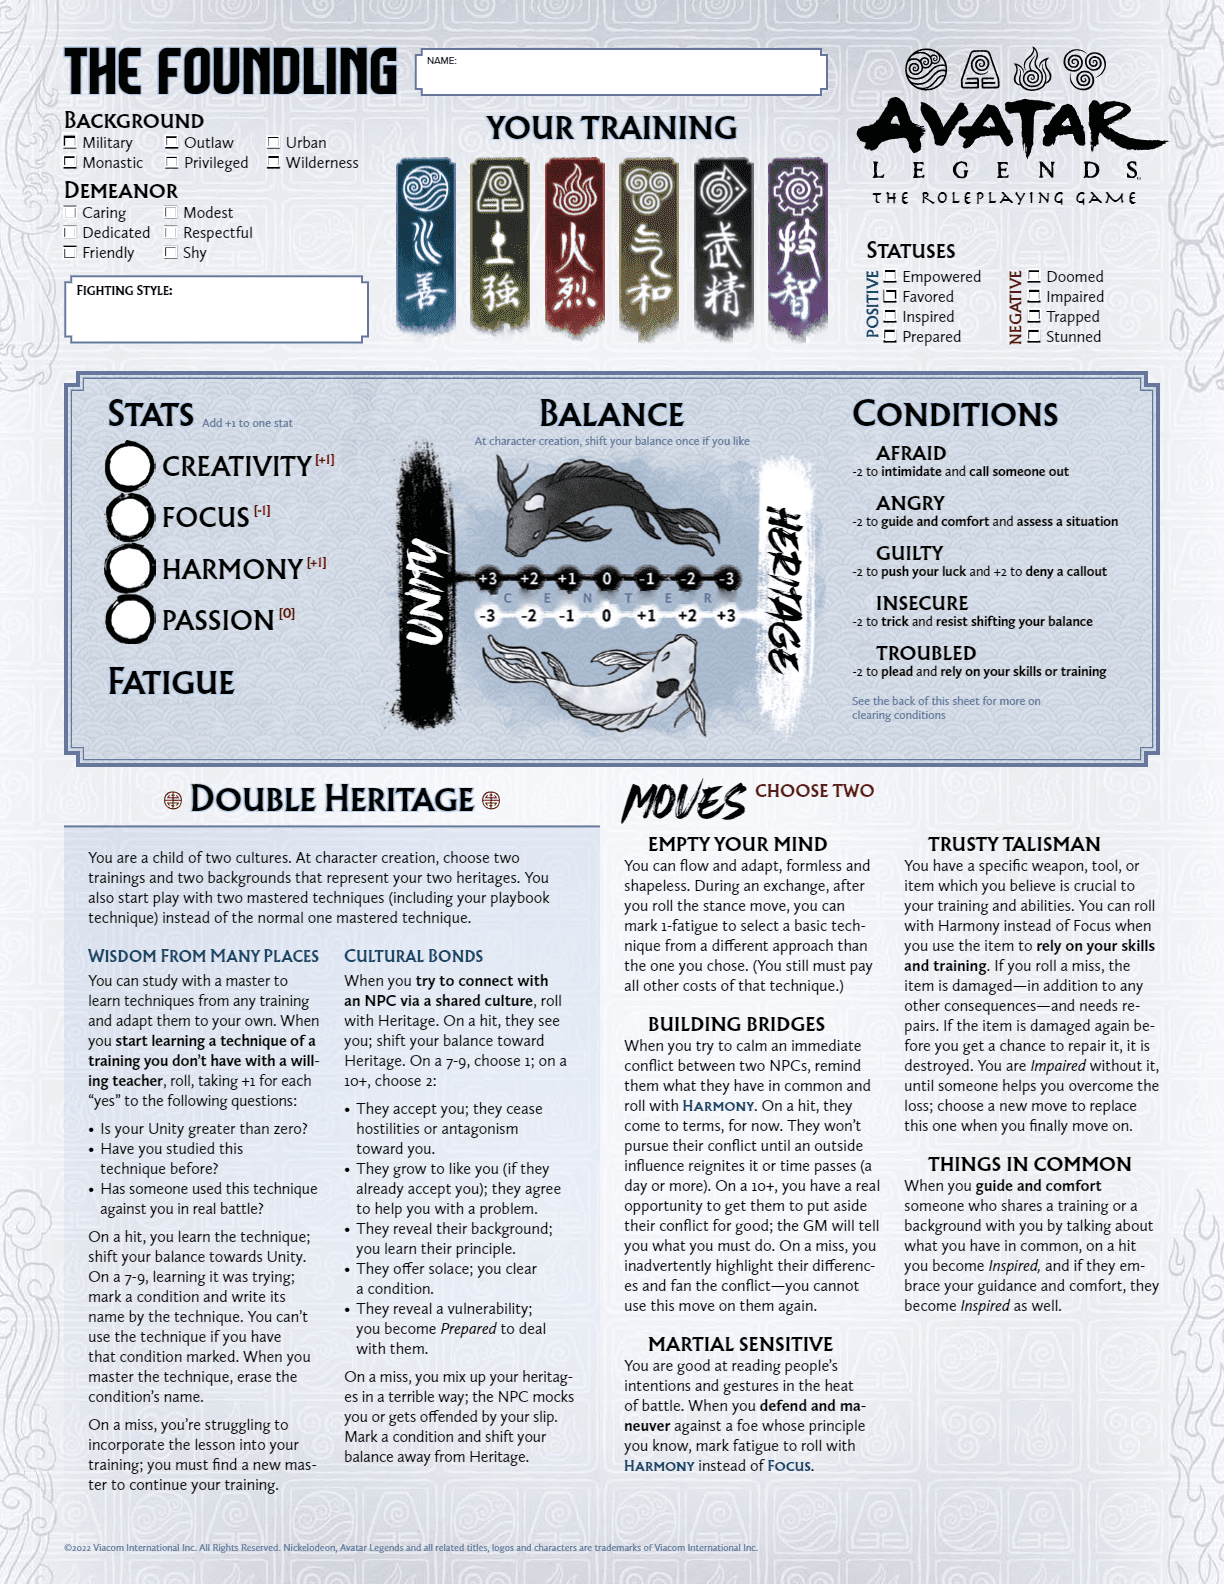 THE FOUNDLING
NAME:
BACKGROUND
Military
Outlaw
Urban
Monastic
Privileged
Wilderness
DEMEANOR
Caring
Modest
Dedicated
Respectful
Friendly
Shy
FIGHTING STYLE:
YOUR TRAINING
水 土 火 气 武 技
善 強 烈 和 精 智
AVATAR
LEGENDS
THE ROLEPLAYING GAME
STATUSES
POSITIVE
Empowered
Favored
Inspired
Prepared
NEGATIVE
Doomed
Impaired
Trapped
Stunned
STATS Add +1 to one stat
CREATIVITY [+1]
FOCUS [-1]
HARMONY [+1]
PASSION [0]
FATIGUE
BALANCE
At character creation, shift your balance once if you like
UNITY
+3 +2 +1 0 -1 -2 -3
CENTER
-3 -2 -1 0 +1 +2 +3
HERITAGE
CONDITIONS
AFRAID
-2 to intimidate and call someone out
ANGRY
-2 to guide and comfort and assess a situation
GUILTY
-2 to push your luck and +2 to deny a callout
INSECURE
-2 to trick and resist shifting your balance
TROUBLED
-2 to plead and rely on your skills or training
See the back of this sheet for more on
clearing conditions
DOUBLE HERITAGE
You are a child of two cultures. At character creation, choose two
trainings and two backgrounds that represent your two heritages. You
also start play with two mastered techniques (including your playbook
technique) instead of the normal one mastered technique.
WISDOM FROM MANY PLACES
You can study with a master to
learn techniques from any training
and adapt them to your own. When
you start learning a technique of a
training you don't have with a will-
ing teacher, roll, taking +1 for each
“yes” to the following questions:
• Is your Unity greater than zero?
• Have you studied this
technique before?
• Has someone used this technique
against you in real battle?
On a hit, you learn the technique;
shift your balance towards Unity.
On a 7-9, learning it was trying;
mark a condition and write its
name by the technique. You can't
use the technique if you have
that condition marked. When you
master the technique, erase the
condition's name.
On a miss, you're struggling to
incorporate the lesson into your
training; you must find a new mas-
ter to continue your training.
CULTURAL BONDS
When you try to connect with
an NPC via a shared culture, roll
with Heritage. On a hit, they see
you; shift your balance toward
Heritage. On a 7-9, choose 1; on a
10+, choose 2:
• They accept you; they cease
hostilities or antagonism
toward you.
• They grow to like you (if they
already accept you); they agree
to help you with a problem.
• They reveal their background;
you learn their principle.
• They offer solace; you clear
a condition.
• They reveal a vulnerability;
you become Prepared to deal
with them.
On a miss, you mix up your heritag-
es in a terrible way; the NPC mocks
you or gets offended by your slip.
Mark a condition and shift your
balance away from Heritage.
MOVES CHOOSE TWO
EMPTY YOUR MIND
You can flow and adapt, formless and
shapeless. During an exchange, after
you roll the stance move, you can
mark 1-fatigue to select a basic tech-
nique from a different approach than
the one you chose. (You still must pay
all other costs of that technique.)
BUILDING BRIDGES
When you try to calm an immediate
conflict between two NPCs, remind
them what they have in common and
roll with HARMONY. On a hit, they
come to terms, for now. They won't
pursue their conflict until an outside
influence reignites it or time passes (a
day or more). On a 10+, you have a real
opportunity to get them to put aside
their conflict for good; the GM will tell
you what you must do. On a miss, you
inadvertently highlight their differenc-
es and fan the conflict—you cannot
use this move on them again.
MARTIAL SENSITIVE
You are good at reading people's
intentions and gestures in the heat
of battle. When you defend and ma-
neuver against a foe whose principle
you know, mark fatigue to roll with
HARMONY instead of FOCUS.
TRUSTY TALISMAN
You have a specific weapon, tool, or
item which you believe is crucial to
your training and abilities. You can roll
with Harmony instead of Focus when
you use the item to rely on your skills
and training. If you roll a miss, the
item is damaged—in addition to any
other consequences—and needs re-
pairs. If the item is damaged again be-
fore you get a chance to repair it, it is
destroyed. You are Impaired without it,
until someone helps you overcome the
loss; choose a new move to replace
this one when you finally move on.
THINGS IN COMMON
When you guide and comfort
someone who shares a training or a
background with you by talking about
what you have in common, on a hit
you become Inspired, and if they em-
brace your guidance and comfort, they
become Inspired as well.
©2022 Viacom International Inc. All Rights Reserved. Nickelodeon, Avatar Legends and all related titles, logos and characters are trademarks of Viacom International Inc.